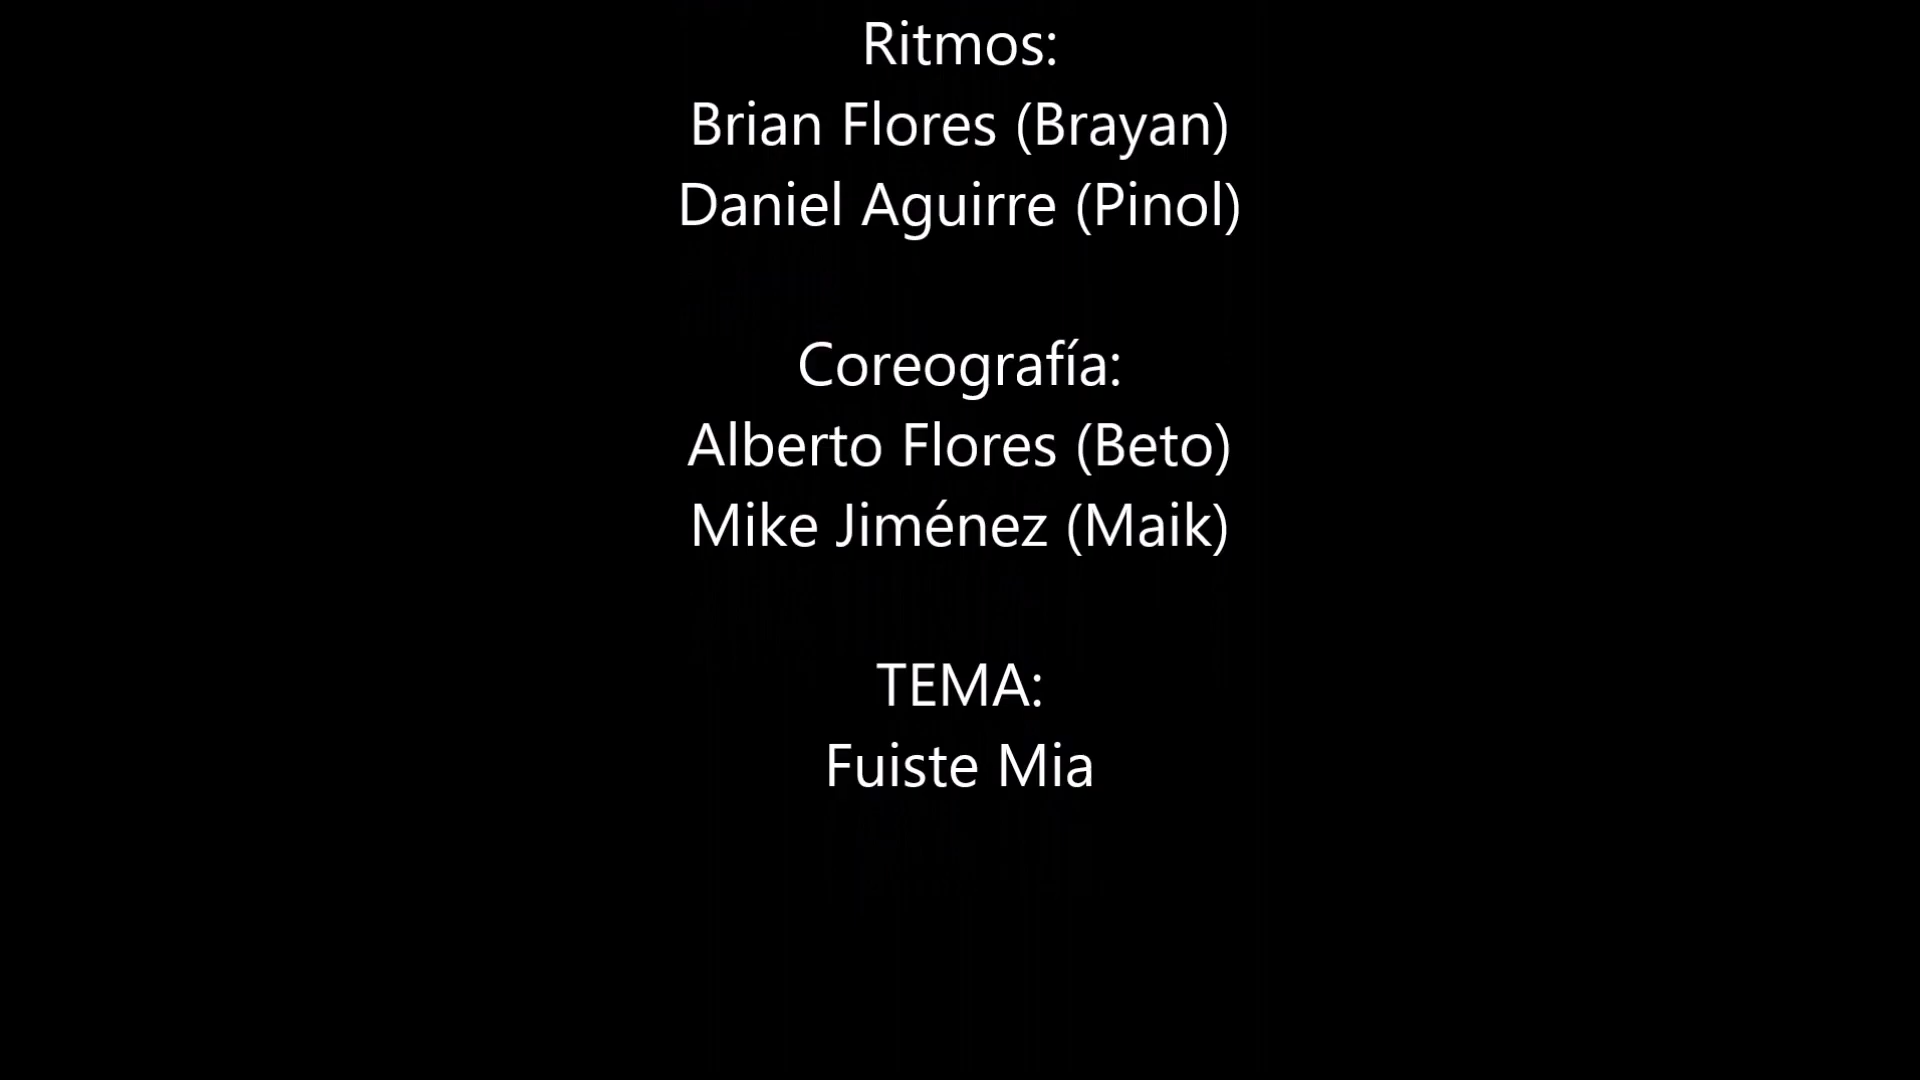 Ritmos:
Brian Flores (Brayan)
Daniel Aguirre (Pinol)
Coreografía:
Alberto Flores (Beto)
Mike Jiménez (Maik)
TEMA:
Fuiste Mia